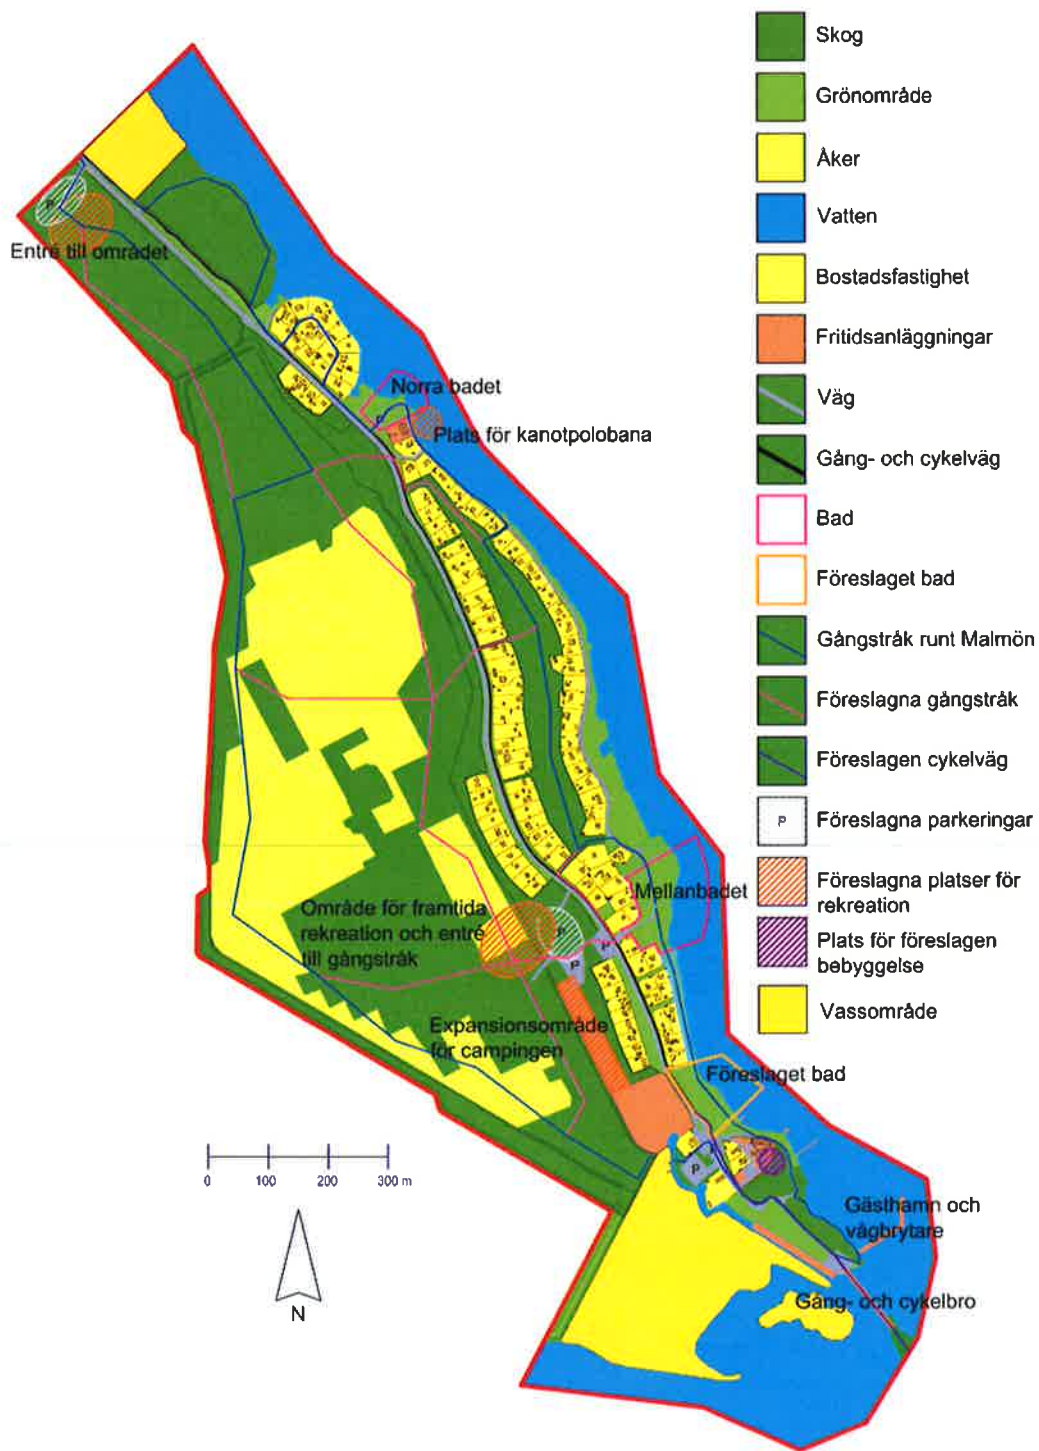 Skog
Grönområde
Åker
Vatten
Bostadsfastighet
Fritidsanläggningar
Väg
Gång- och cykelväg
Bad
Föreslaget bad
Gångstråk runt Malmön
Föreslagna gångstråk
Föreslagen cykelväg
P
Föreslagna parkeringar
Föreslagna platser för
rekreation
Plats för föreslagen
bebyggelse
Vassområde
P
Entré till området
Norra badet
Plats för kanotpolobana
Mellanbadet
Område för framtida
rekreation och entré
till gångstråk
P
P
P
Expansionsområde
för campingen
Föreslaget bad
P
Gästhamn och
vågbrytare
Gång- och cykelbro
0 100 200 300 m
N